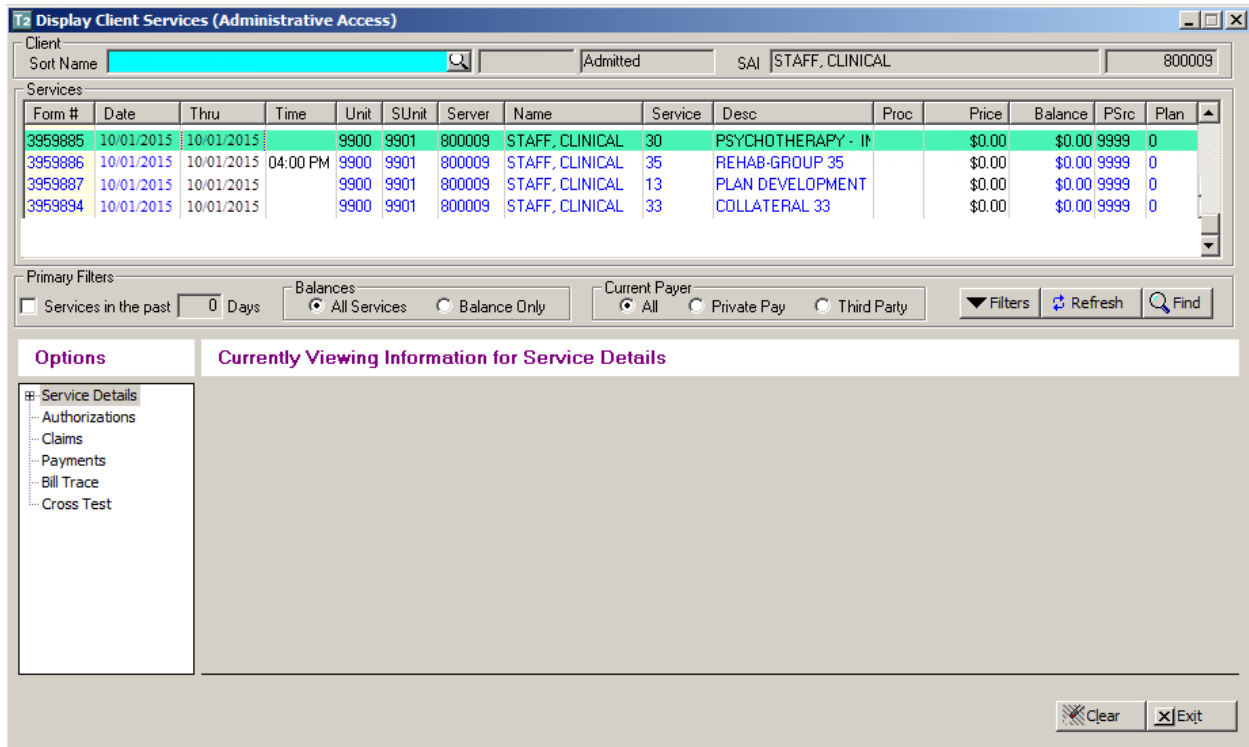 T2 Display Client Services (Administrative Access)
Client
Sort Name Admitted SAI STAFF, CLINICAL 800009
Services
Form # Date Thru Time Unit SUnit Server Name Service Desc Proc Price Balance PSrc Plan
3959885 10/01/2015 10/01/2015 9900 9901 800009 STAFF, CLINICAL 30 PSYCHOTHERAPY - IN $0.00 $0.00 9999 0
3959886 10/01/2015 10/01/2015 04:00 PM 9900 9901 800009 STAFF, CLINICAL 35 REHAB-GROUP 35 $0.00 $0.00 9999 0
3959887 10/01/2015 10/01/2015 9900 9901 800009 STAFF, CLINICAL 13 PLAN DEVELOPMENT $0.00 $0.00 9999 0
3959894 10/01/2015 10/01/2015 9900 9901 800009 STAFF, CLINICAL 33 COLLATERAL 33 $0.00 $0.00 9999 0
Primary Filters
Services in the past 0 Days
Balances
All Services Balance Only
Current Payer
All Private Pay Third Party
Filters Refresh Find
Options
Currently Viewing Information for Service Details
Service Details
Authorizations
Claims
Payments
Bill Trace
Cross Test
Clear Exit